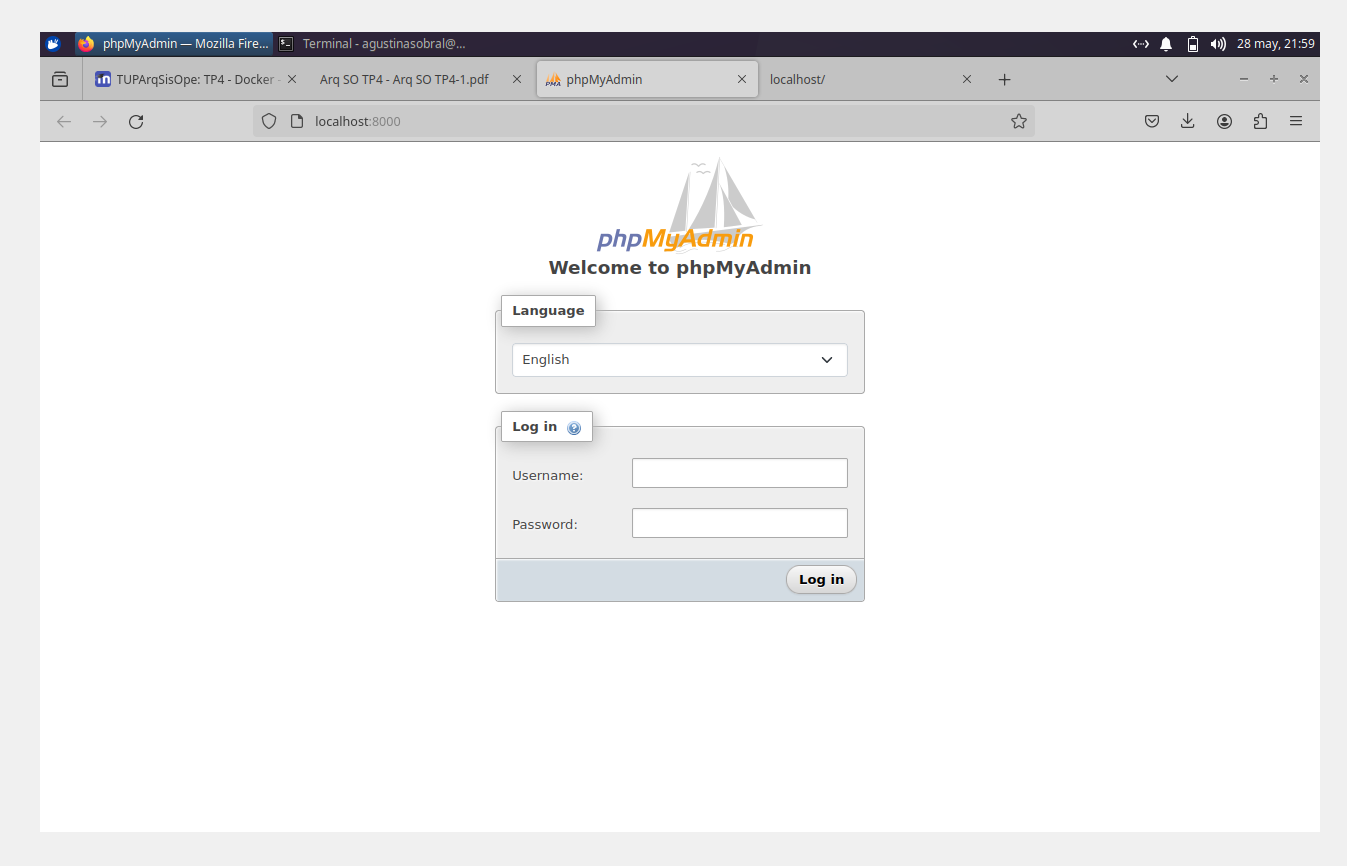 phpMyAdmin — Mozilla Fire... Terminal - agustinasobral@... 28 may, 21:59
TUPArqSisOpe: TP4 - Docker - Arq SO TP4 - Arq SO TP4-1.pdf phpMyAdmin localhost/
localhost:8000
phpMyAdmin
Welcome to phpMyAdmin
Language
English
Log in
Username:
Password:
Log in